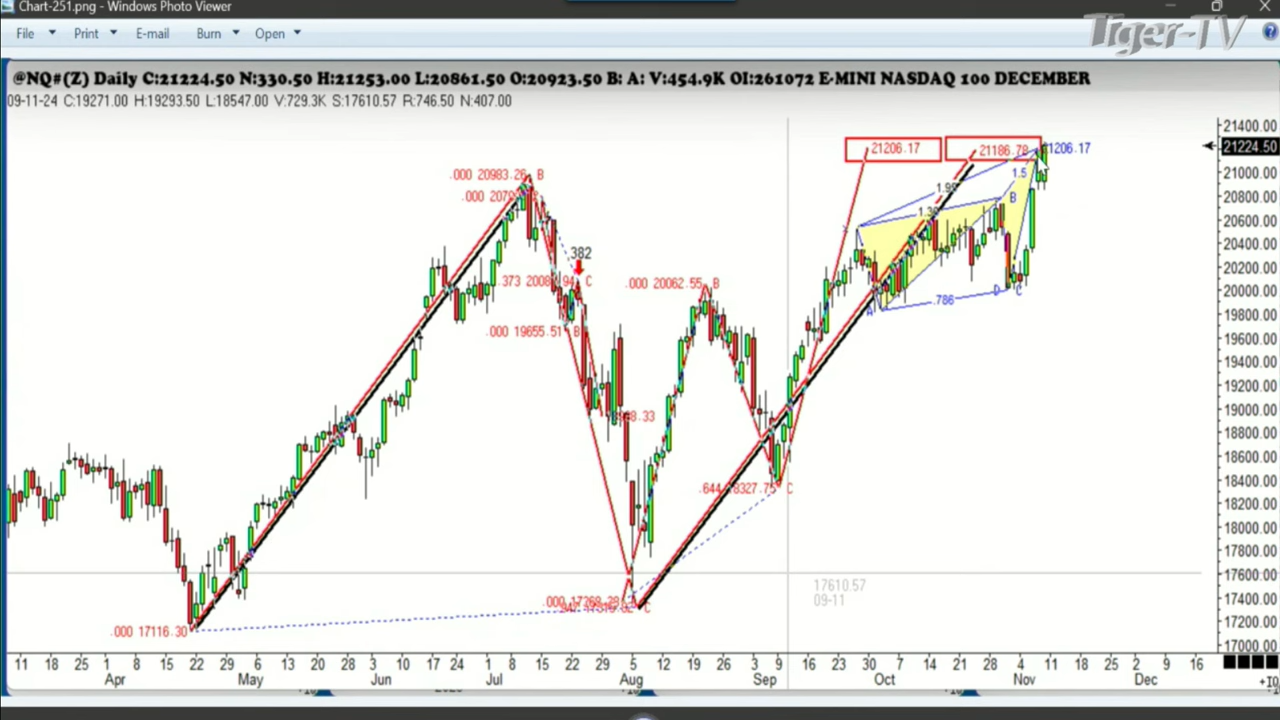 Chart-251.png - Windows Photo Viewer
File Print E-mail Burn Open
Tiger-TV
@NQ#(Z) Daily C:21224.50 N:330.50 H:21253.00 L:20861.50 O:20923.50 B: A: V:454.9K OI:261072 E-MINI NASDAQ 100 DECEMBER
09-11-24 C:19271.00 H:19293.50 L:18547.00 V:729.3K S:17610.57 R:746.50 N:407.00
21400.00
21206.17 21186.78 21206.17
21224.50
.000 20983.26 B
1.5
21000.00
B
20800.00
20600.00
20400.00
382
20200.00
C
.000 20062.55 B
D C
20000.00
.786
A
19800.00
.000 19655.51 B
19600.00
19400.00
19200.00
19000.00
18800.00
18600.00
.644 18327.75 C
18400.00
18200.00
18000.00
17800.00
17610.57
17600.00
09-11
17400.00
C
.000 17116.30
17200.00
17000.00
11 18 25 1 8 15 22 29 6 13 20 28 3 10 17 24 1 8 15 22 29 5 12 19 26 3 9 16 23 30 7 14 21 28 4 11 18 25 2 9 16
Apr May Jun Jul Aug Sep Oct Nov Dec